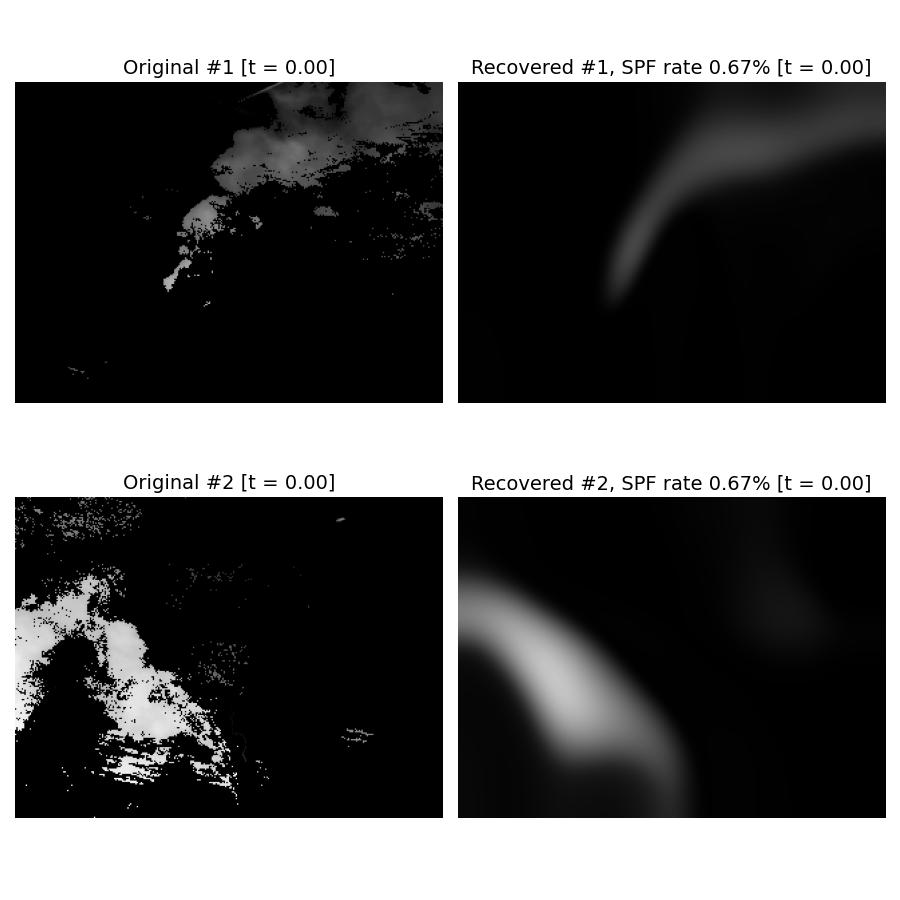 Original #1 [t = 0.00]
Recovered #1, SPF rate 0.67% [t = 0.00]
Original #2 [t = 0.00]
Recovered #2, SPF rate 0.67% [t = 0.00]